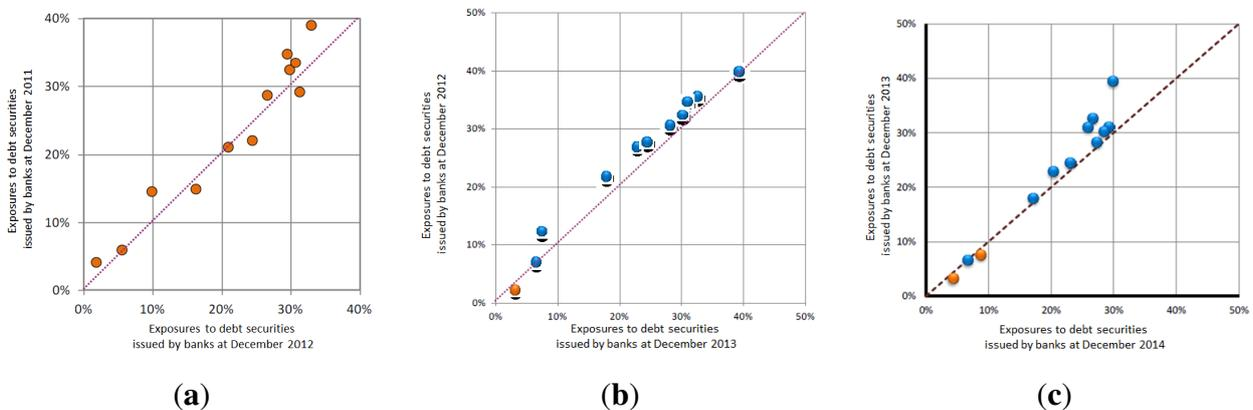 40%
30%
20%
10%
0%
0% 10% 20% 30% 40%
Exposures to debt securities
issued by banks at December 2011
Exposures to debt securities
issued by banks at December 2012
(a)
50%
40%
30%
20%
10%
0%
0% 10% 20% 30% 40% 50%
Exposures to debt securities
issued by banks at December 2012
Exposures to debt securities
issued by banks at December 2013
(b)
50%
40%
30%
20%
10%
0%
0% 10% 20% 30% 40% 50%
Exposures to debt securities
issued by banks at December 2013
Exposures to debt securities
issued by banks at December 2014
(c)